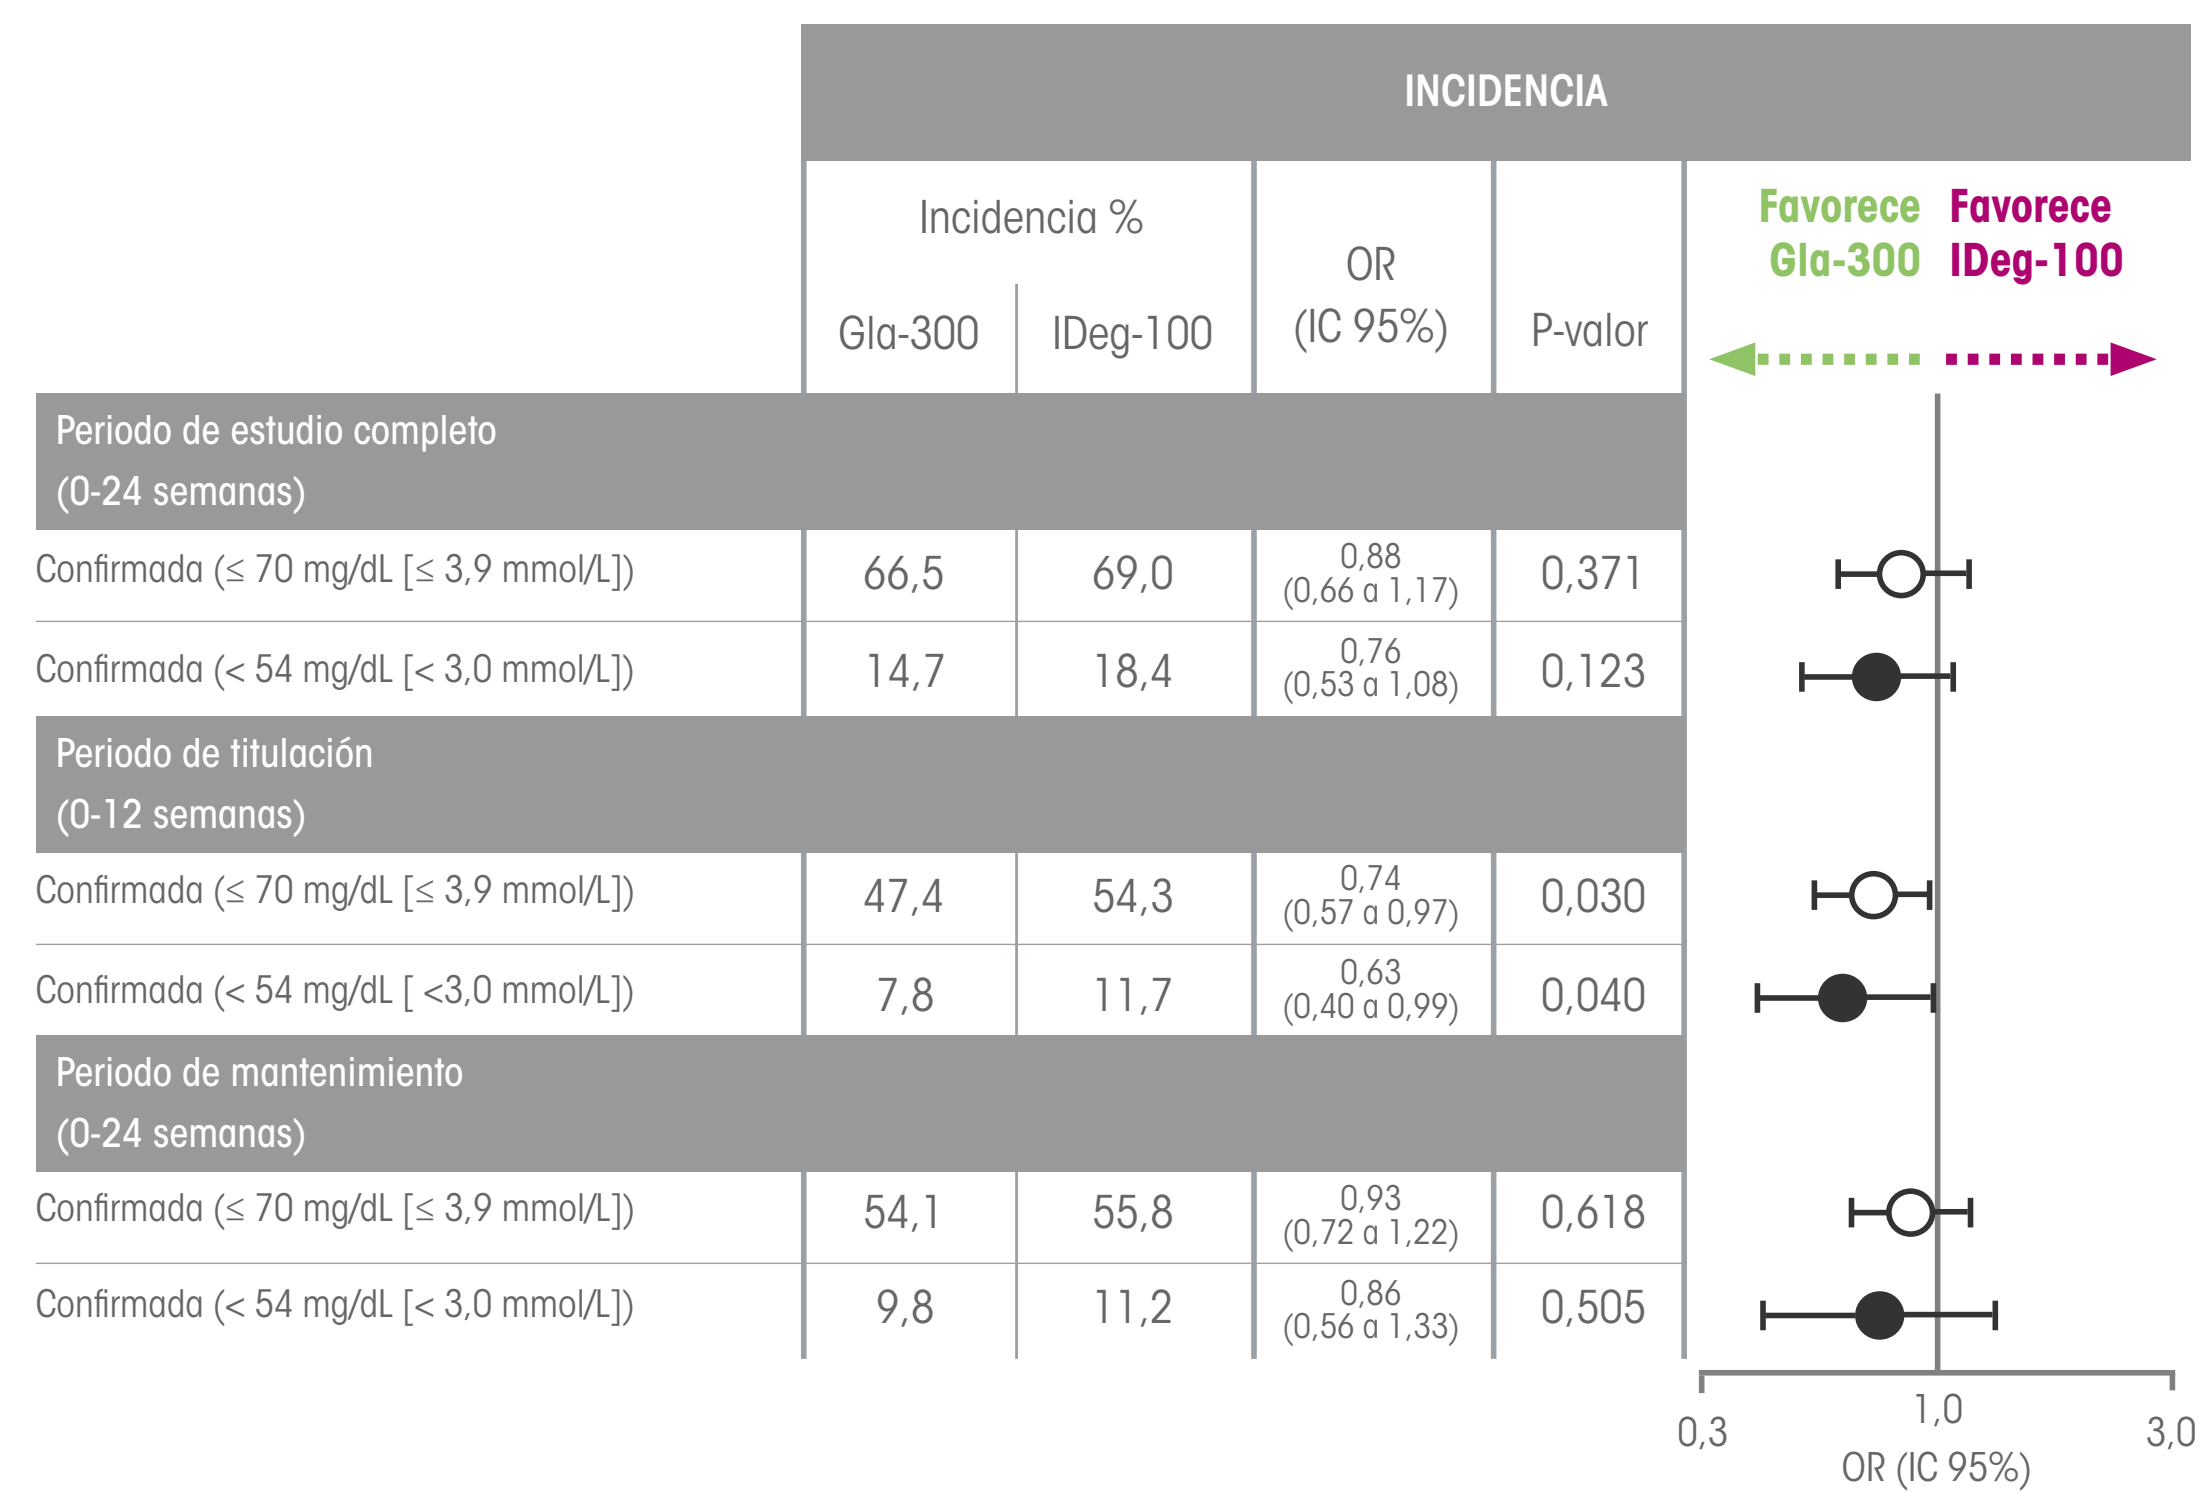 INCIDENCIA
Incidencia %
Gla-300
IDeg-100
OR
(IC 95%)
P-valor
Favorece
Gla-300
Favorece
IDeg-100
Periodo de estudio completo
(0-24 semanas)
Confirmada (≤ 70 mg/dL [≤ 3,9 mmol/L])
66,5
69,0
0,88
(0,66 a 1,17)
0,371
Confirmada (< 54 mg/dL [< 3,0 mmol/L])
14,7
18,4
0,76
(0,53 a 1,08)
0,123
Periodo de titulación
(0-12 semanas)
Confirmada (≤ 70 mg/dL [≤ 3,9 mmol/L])
47,4
54,3
0,74
(0,57 a 0,97)
0,030
Confirmada (< 54 mg/dL [ <3,0 mmol/L])
7,8
11,7
0,63
(0,40 a 0,99)
0,040
Periodo de mantenimiento
(0-24 semanas)
Confirmada (≤ 70 mg/dL [≤ 3,9 mmol/L])
54,1
55,8
0,93
(0,72 a 1,22)
0,618
Confirmada (< 54 mg/dL [< 3,0 mmol/L])
9,8
11,2
0,86
(0,56 a 1,33)
0,505
0,3
1,0
3,0
OR (IC 95%)